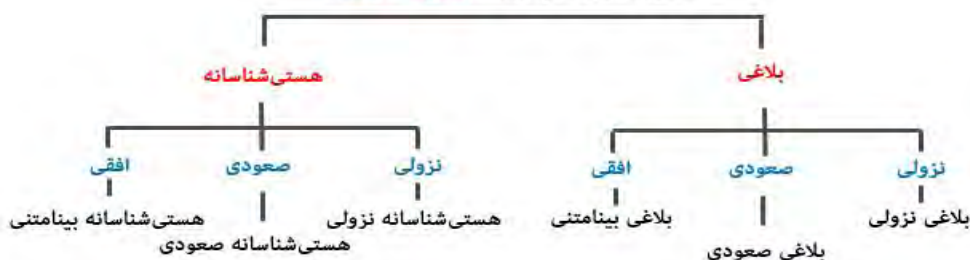 بلاغی
هستی‌شناسانه
نزولی
صعودی
افقی
نزولی
صعودی
افقی
بلاغی نزولی
بلاغی صعودی
بلاغی بینامتنی
هستی‌شناسانه نزولی
هستی‌شناسانه صعودی
هستی‌شناسانه بینامتنی